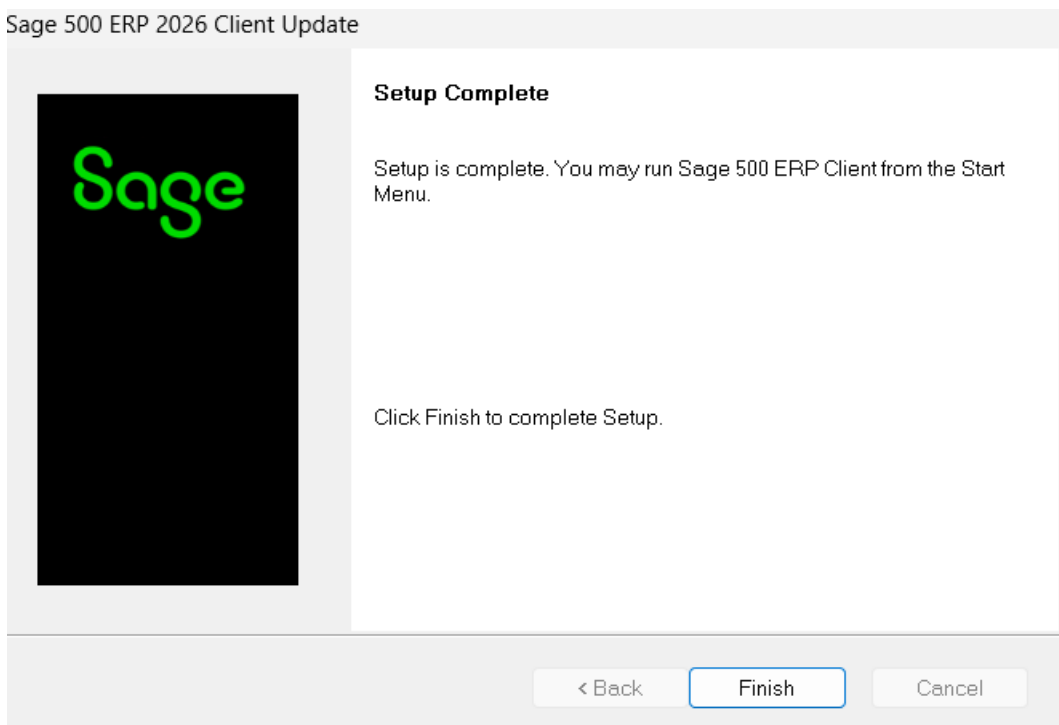 Sage 500 ERP 2026 Client Update
Sage
Setup Complete
Setup is complete. You may run Sage 500 ERP Client from the Start
Menu.
Click Finish to complete Setup.
< Back
Finish
Cancel